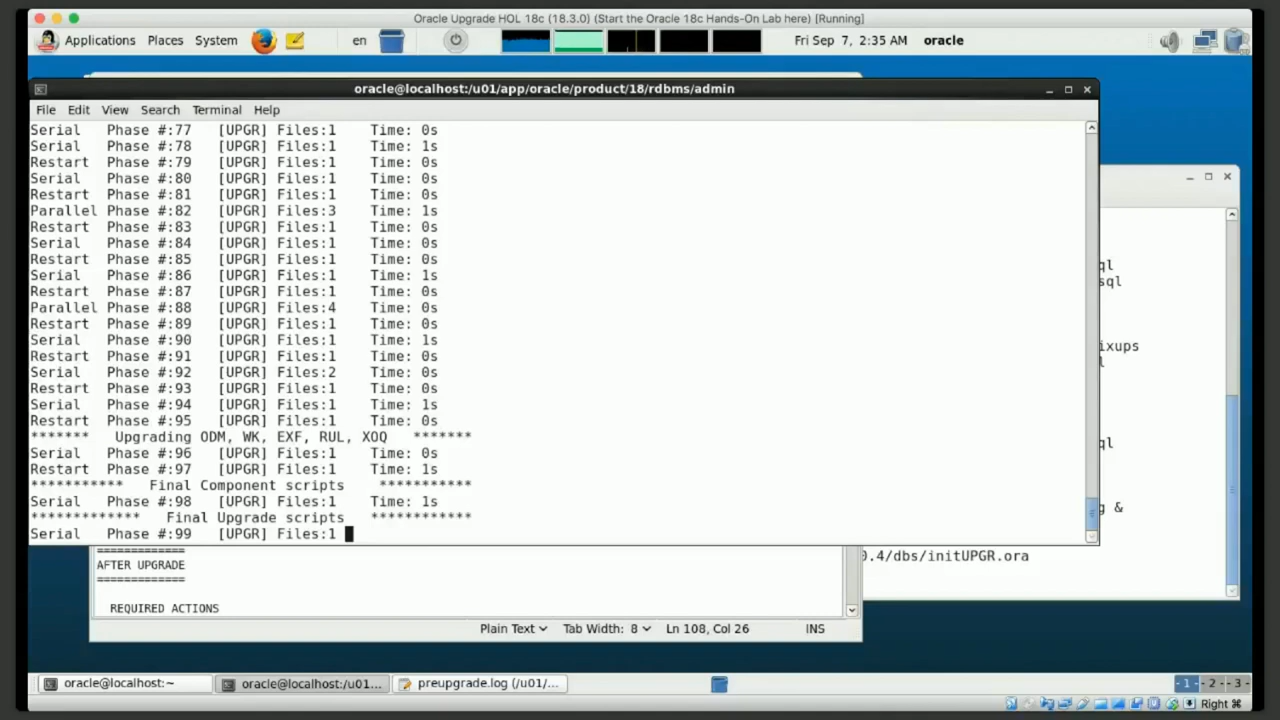 Oracle Upgrade HOL 18c (18.3.0) (Start the Oracle 18c Hands-On Lab here) [Running]
Applications Places System en Fri Sep 7, 2:35 AM oracle
oracle@localhost:/u01/app/oracle/product/18/rdbms/admin
File Edit View Search Terminal Help
Serial   Phase #:77   [UPGR] Files:1    Time: 0s
Serial   Phase #:78   [UPGR] Files:1    Time: 1s
Restart  Phase #:79   [UPGR] Files:1    Time: 0s
Serial   Phase #:80   [UPGR] Files:1    Time: 0s
Restart  Phase #:81   [UPGR] Files:1    Time: 0s
Parallel Phase #:82   [UPGR] Files:3    Time: 1s
Restart  Phase #:83   [UPGR] Files:1    Time: 0s
Serial   Phase #:84   [UPGR] Files:1    Time: 0s
Restart  Phase #:85   [UPGR] Files:1    Time: 0s
Serial   Phase #:86   [UPGR] Files:1    Time: 1s
Restart  Phase #:87   [UPGR] Files:1    Time: 0s
Parallel Phase #:88   [UPGR] Files:4    Time: 0s
Restart  Phase #:89   [UPGR] Files:1    Time: 0s
Serial   Phase #:90   [UPGR] Files:1    Time: 1s
Restart  Phase #:91   [UPGR] Files:1    Time: 0s
Serial   Phase #:92   [UPGR] Files:2    Time: 0s
Restart  Phase #:93   [UPGR] Files:1    Time: 0s
Serial   Phase #:94   [UPGR] Files:1    Time: 1s
Restart  Phase #:95   [UPGR] Files:1    Time: 0s
*******   Upgrading ODM, WK, EXF, RUL, XOQ   *******
Serial   Phase #:96   [UPGR] Files:1    Time: 0s
Restart  Phase #:97   [UPGR] Files:1    Time: 1s
***********   Final Component scripts    ***********
Serial   Phase #:98   [UPGR] Files:1    Time: 1s
*************   Final Upgrade scripts   ************
Serial   Phase #:99   [UPGR] Files:1
ql
sql
ixups
l
ql
g &
0.4/dbs/initUPGR.ora
=============
AFTER UPGRADE
=============
REQUIRED ACTIONS
Plain Text Tab Width: 8 Ln 108, Col 26 INS
oracle@localhost:~ oracle@localhost:/u01... preupgrade.log (/u01/... - 1 - - 2 - - 3 -
Right ⌘